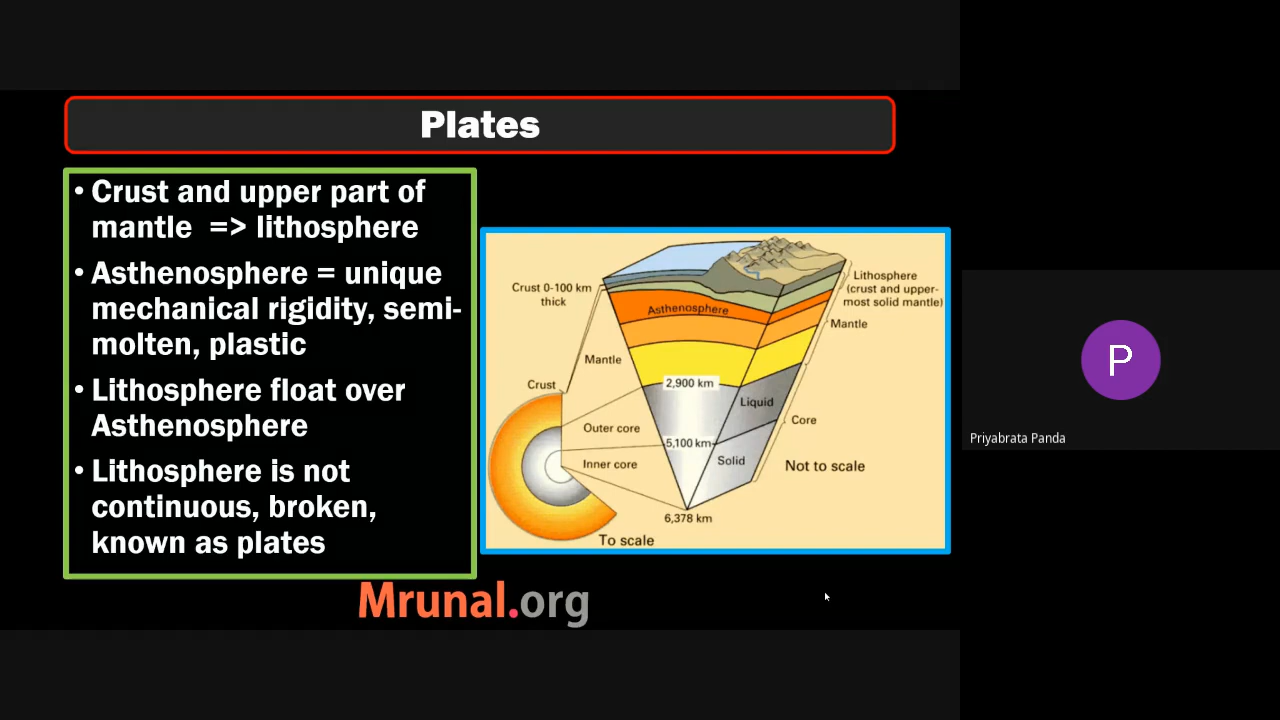 Plates
• Crust and upper part of
mantle => lithosphere
• Asthenosphere = unique
mechanical rigidity, semi-
molten, plastic
• Lithosphere float over
Asthenosphere
• Lithosphere is not
continuous, broken,
known as plates
Crust 0-100 km
thick
Asthenosphere
Lithosphere
(crust and upper-
most solid mantle)
Mantle
Mantle
Crust
2,900 km
Liquid
Outer core
Core
5,100 km
Inner core
Solid
Not to scale
6,378 km
To scale
Mrunal.org
P
Priyabrata Panda